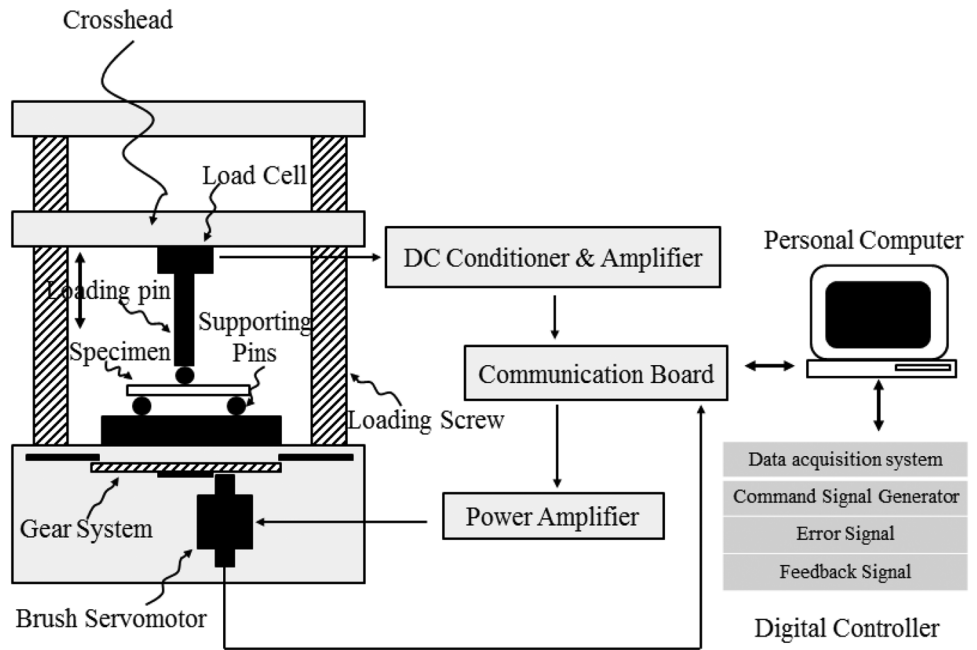 Crosshead
Load Cell
DC Conditioner & Amplifier
Personal Computer
Loading pin
Supporting
Pins
Specimen
Communication Board
Loading Screw
Data acquisition system
Command Signal Generator
Power Amplifier
Error Signal
Gear System
Feedback Signal
Brush Servomotor
Digital Controller